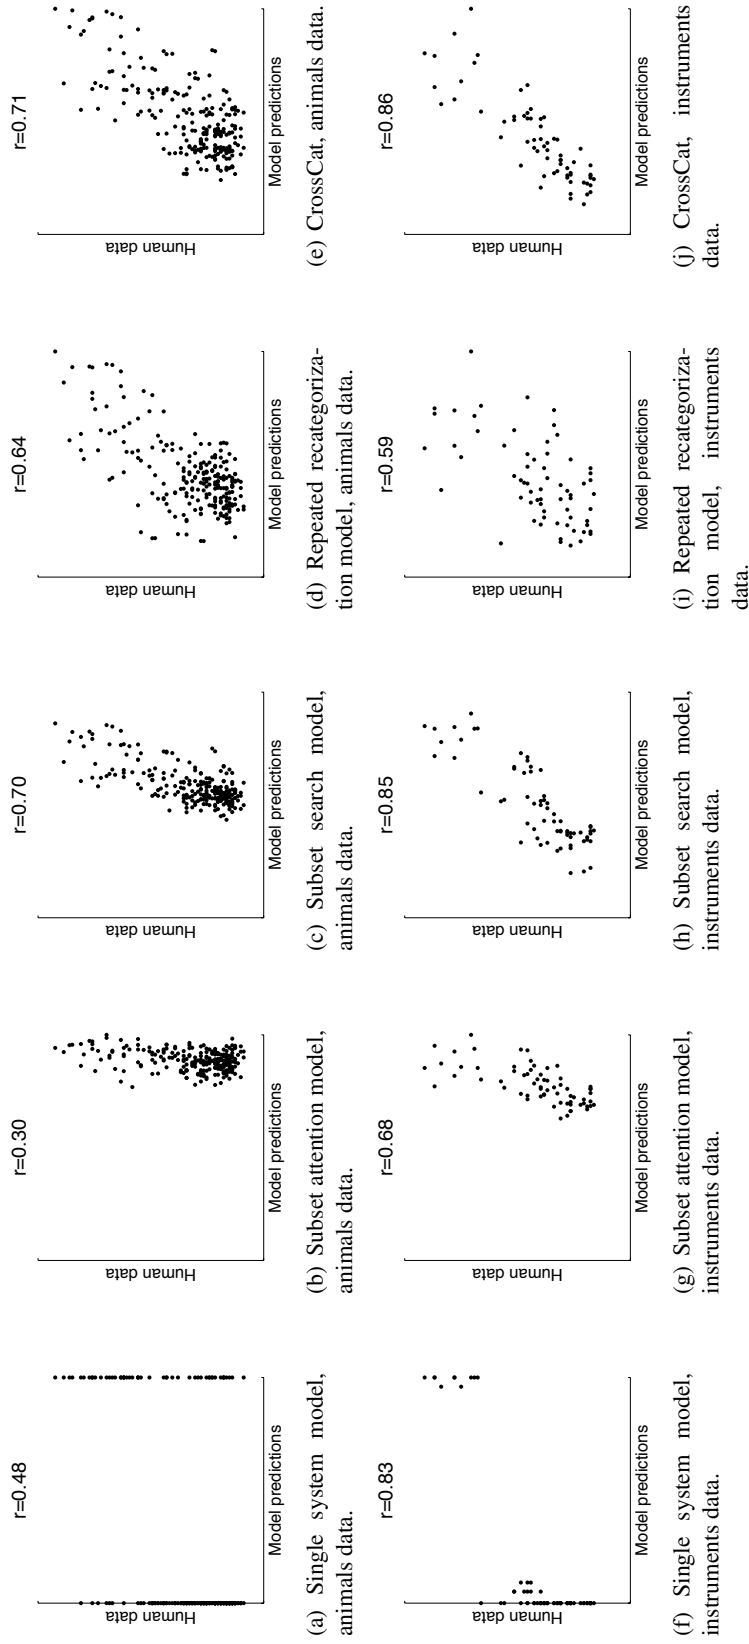 r=0.48
Human data
Model predictions
(a) Single system model,
animals data.
r=0.30
Human data
Model predictions
(b) Subset attention model,
animals data.
r=0.70
Human data
Model predictions
(c) Subset search model,
animals data.
r=0.64
Human data
Model predictions
(d) Repeated recategoriza-
tion model, animals data.
r=0.71
Human data
Model predictions
(e) CrossCat, animals data.
r=0.83
Human data
Model predictions
(f) Single system model,
instruments data.
r=0.68
Human data
Model predictions
(g) Subset attention model,
instruments data.
r=0.85
Human data
Model predictions
(h) Subset search model,
instruments data.
r=0.59
Human data
Model predictions
(i) Repeated recategoriza-
tion model, instruments
data.
r=0.86
Human data
Model predictions
(j) CrossCat, instruments
data.